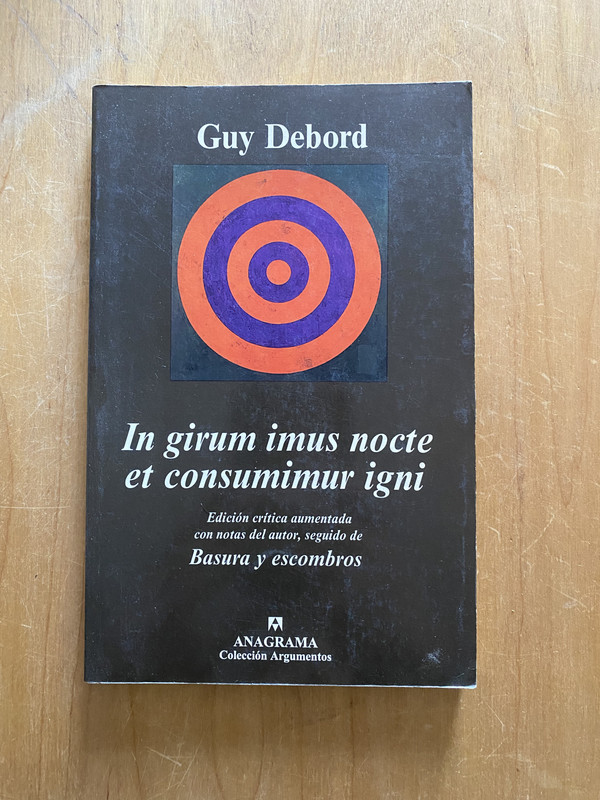 Guy Debord
In girum imus nocte
et consumimur igni
Edición crítica aumentada
con notas del autor, seguido de
Basura y escombros
ANAGRAMA
Colección Argumentos